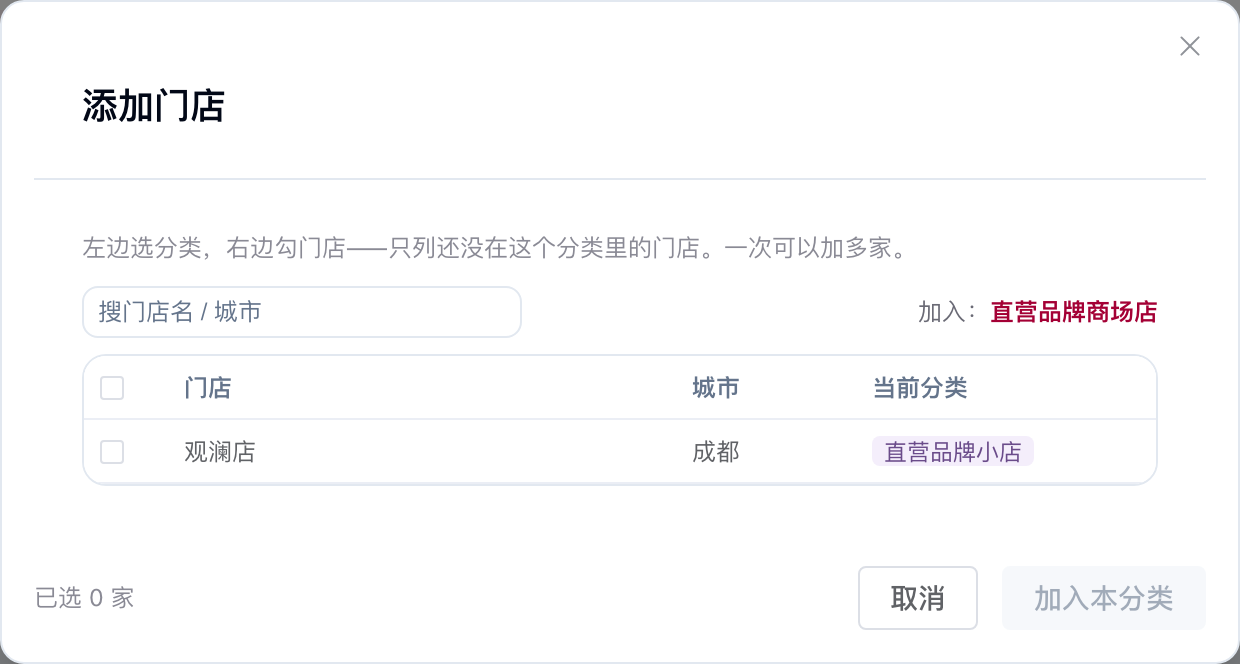 添加门店
左边选分类，右边勾门店——只列还没在这个分类里的门店。一次可以加多家。
搜门店名 / 城市
加入：直营品牌商场店
门店 城市 当前分类
观澜店 成都 直营品牌小店
已选 0 家
取消 加入本分类